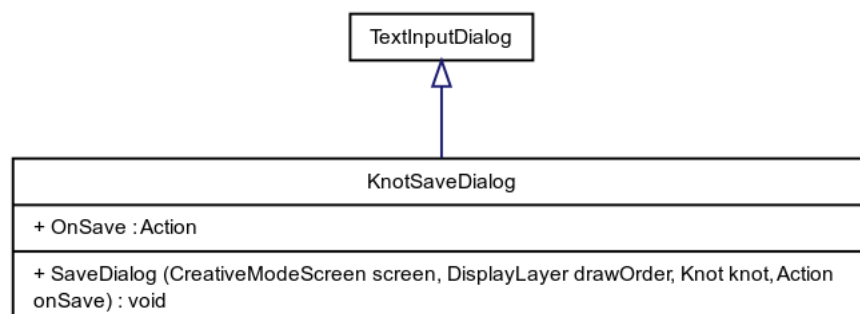 TextInputDialog
KnotSaveDialog
+ OnSave : Action
+ SaveDialog (CreativeModeScreen screen, DisplayLayer drawOrder, Knot knot, Action
onSave) : void